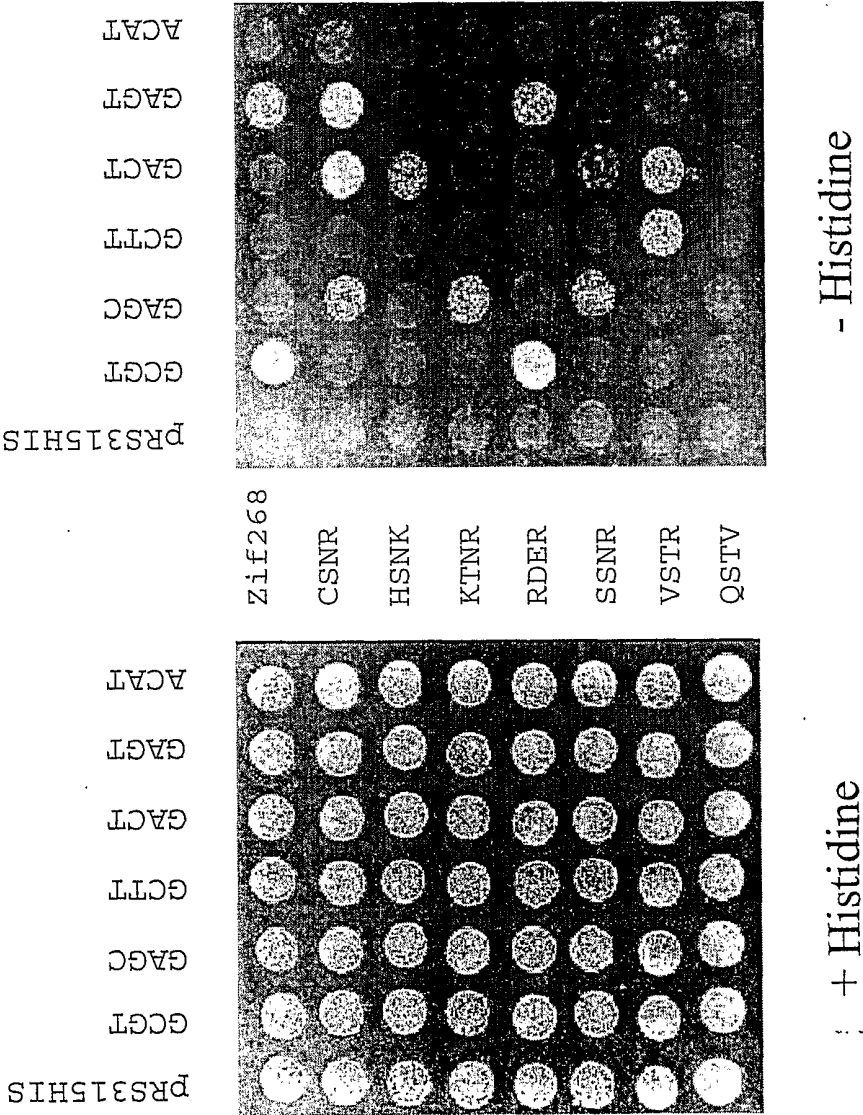 ACAT
GAGT
GACT
GCTT
GAGC
GCGT
pRS315HIS
- Histidine
Zif268
CSNR
HSNK
KTNR
RDER
SSNR
VSTR
QSTV
ACAT
GAGT
GACT
GCTT
GAGC
GCGT
pRS315HIS
+ Histidine